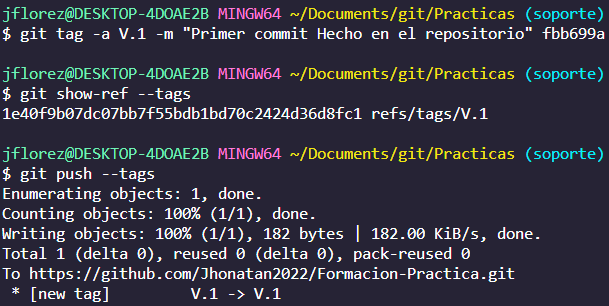 jflorez@DESKTOP-4DOAE2B MINGW64 ~/Documents/git/Practicas (soporte)
$ git tag -a V.1 -m "Primer commit Hecho en el repositorio" fbb699a
jflorez@DESKTOP-4DOAE2B MINGW64 ~/Documents/git/Practicas (soporte)
$ git show-ref --tags
1e40f9b07dc07bb7f55bdb1bd70c2424d36d8fc1 refs/tags/V.1
jflorez@DESKTOP-4DOAE2B MINGW64 ~/Documents/git/Practicas (soporte)
$ git push --tags
Enumerating objects: 1, done.
Counting objects: 100% (1/1), done.
Writing objects: 100% (1/1), 182 bytes | 182.00 KiB/s, done.
Total 1 (delta 0), reused 0 (delta 0), pack-reused 0
To https://github.com/Jhonatan2022/Formacion-Practica.git
 * [new tag]         V.1 -> V.1